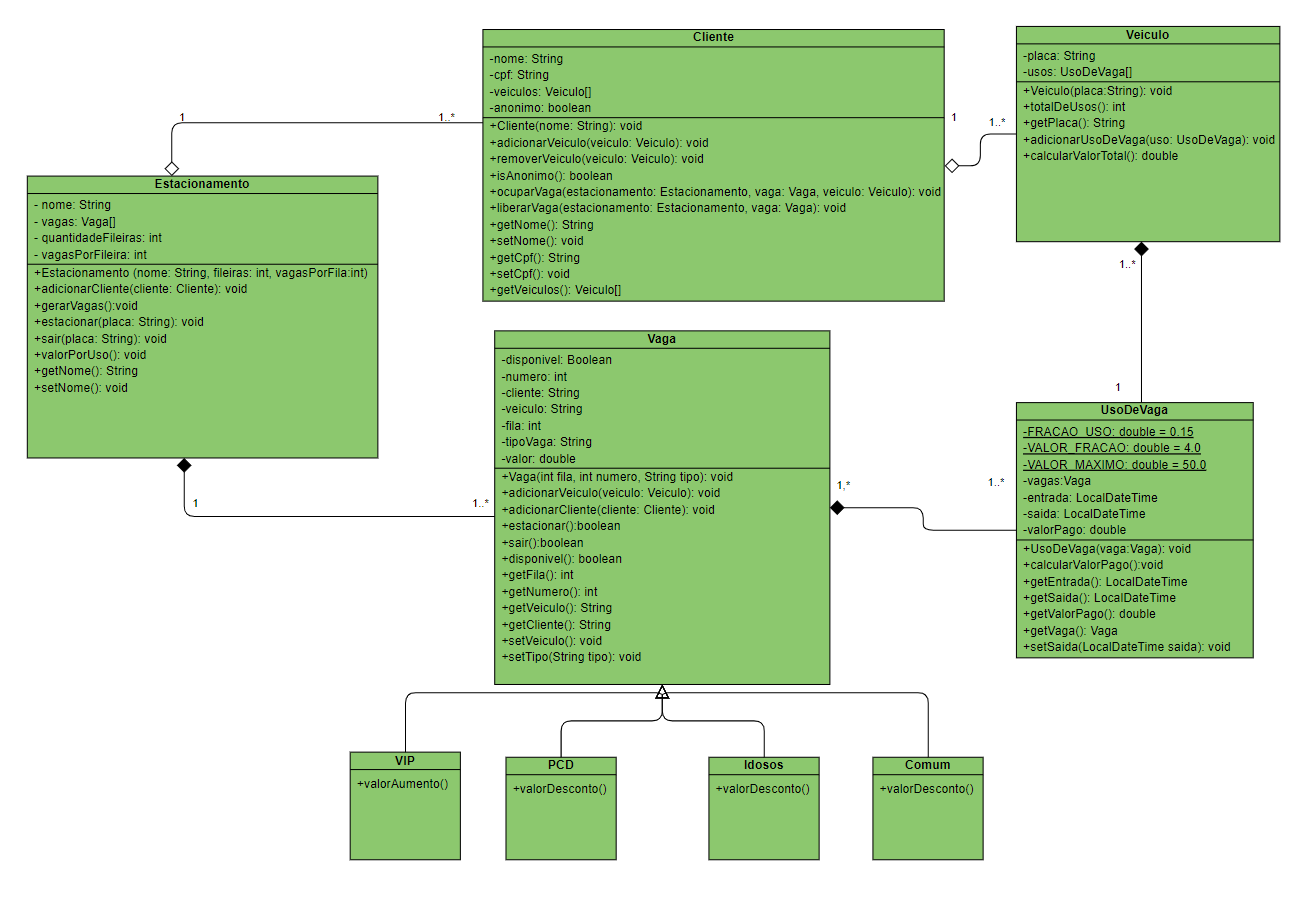 Cliente
-nome: String
-cpf: String
-veiculos: Veiculo[]
-anonimo: boolean
+Cliente(nome: String): void
+adicionarVeiculo(veiculo: Veiculo): void
+removerVeiculo(veiculo: Veiculo): void
+isAnonimo(): boolean
+ocuparVaga(estacionamento: Estacionamento, vaga: Vaga, veiculo: Veiculo): void
+liberarVaga(estacionamento: Estacionamento, vaga: Vaga): void
+getNome(): String
+setNome(): void
+getCpf(): String
+setCpf(): void
+getVeiculos(): Veiculo[]
Veiculo
-placa: String
-usos: UsoDeVaga[]
+Veiculo(placa:String): void
+totalDeUsos(): int
+getPlaca(): String
+adicionarUsoDeVaga(uso: UsoDeVaga): void
+calcularValorTotal(): double
1
1..*
1
1..*
Estacionamento
- nome: String
- vagas: Vaga[]
- quantidadeFileiras: int
- vagasPorFileira: int
+Estacionamento (nome: String, fileiras: int, vagasPorFila:int)
+adicionarCliente(cliente: Cliente): void
+gerarVagas():void
+estacionar(placa: String): void
+sair(placa: String): void
+valorPorUso(): void
+getNome(): String
+setNome(): void
1..*
1
1
1..*
Vaga
-disponivel: Boolean
-numero: int
-cliente: String
-veiculo: String
-fila: int
-tipoVaga: String
-valor: double
+Vaga(int fila, int numero, String tipo): void
+adicionarVeiculo(veiculo: Veiculo): void
+adicionarCliente(cliente: Cliente): void
+estacionar():boolean
+sair():boolean
+disponivel(): boolean
+getFila(): int
+getNumero(): int
+getVeiculo(): String
+getCliente(): String
+setVeiculo(): void
+setTipo(String tipo): void
1,*
1..*
UsoDeVaga
-FRACAO_USO: double = 0.15
-VALOR_FRACAO: double = 4.0
-VALOR_MAXIMO: double = 50.0
-vagas:Vaga
-entrada: LocalDateTime
-saida: LocalDateTime
-valorPago: double
+UsoDeVaga(vaga:Vaga): void
+calcularValorPago():void
+getEntrada(): LocalDateTime
+getSaida(): LocalDateTime
+getValorPago(): double
+getVaga(): Vaga
+setSaida(LocalDateTime saida): void
VIP
+valorAumento()
PCD
+valorDesconto()
Idosos
+valorDesconto()
Comum
+valorDesconto()